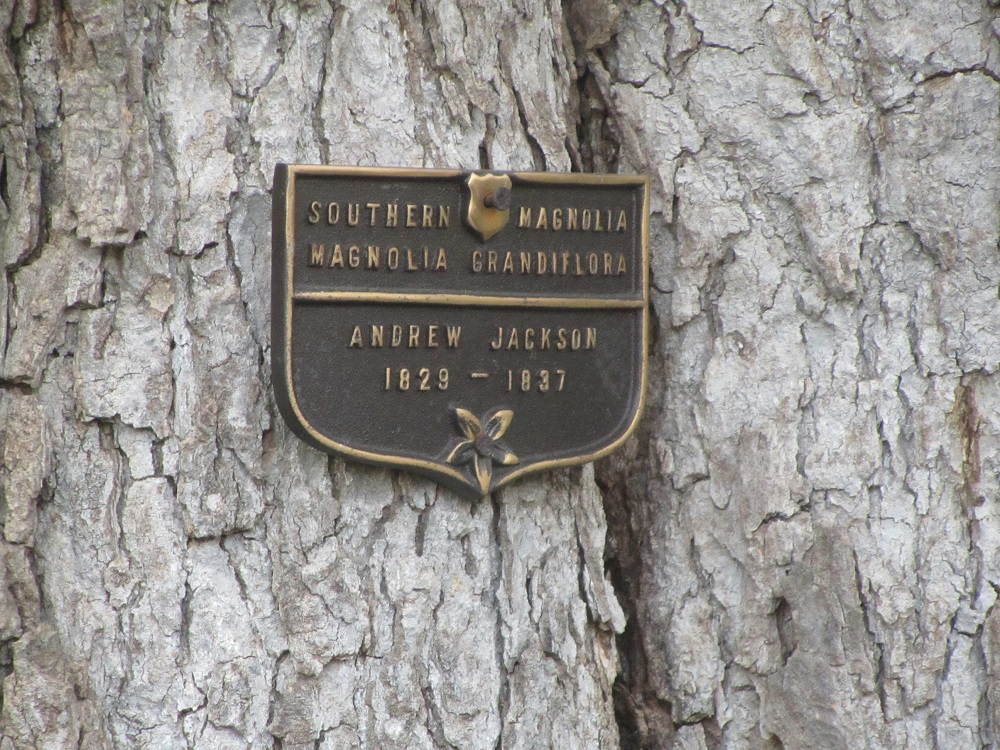 SOUTHERN MAGNOLIA
MAGNOLIA GRANDIFLORA
ANDREW JACKSON
1829 - 1837